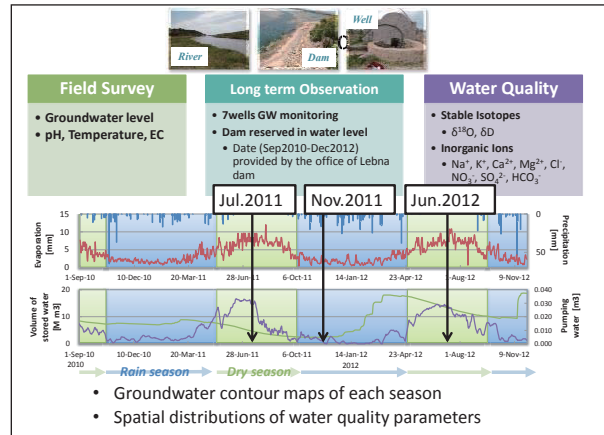 River
Dam
Well
Field Survey
• Groundwater level
• pH, Temperature, EC
Long term Observation
• 7wells GW monitoring
• Dam reserved in water level
• Date (Sep2010-Dec2012) provided by the office of Lebna dam
Water Quality
• Stable Isotopes
• δ¹⁸O, δD
• Inorganic Ions
• Na⁺, K⁺, Ca²⁺, Mg²⁺, Cl⁻,
NO₃⁻, SO₄²⁻, HCO₃⁻
Jul.2011
Nov.2011
Jun.2012
Evaporation
[mm]
15
10
5
0
0
50
Precipitation
[mm]
1-Sep-10
10-Dec-10
20-Mar-11
28-Jun-11
6-Oct-11
14-Jan-12
23-Apr-12
1-Aug-12
9-Nov-12
Volume of
stored water
[M m3]
20
10
0
0.040
0.030
0.020
0.010
0.000
Pumping
water [m3]
1-Sep-10
10-Dec-10
20-Mar-11
28-Jun-11
6-Oct-11
14-Jan-12
23-Apr-12
1-Aug-12
9-Nov-12
2010
2012
Rain season
Dry season
• Groundwater contour maps of each season
• Spatial distributions of water quality parameters